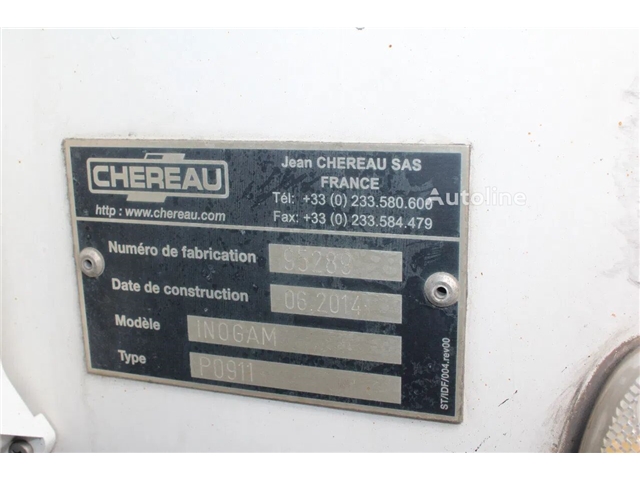 CHEREAU
http : www.chereau.com
Jean CHEREAU SAS
FRANCE
Tél: +33 (0) 233.580.600
Fax: +33 (0) 233.584.479
Autoline
Numéro de fabrication 93289
Date de construction 06.2014
Modèle INOGAM
Type P0911
ST/IDF/004.rev00